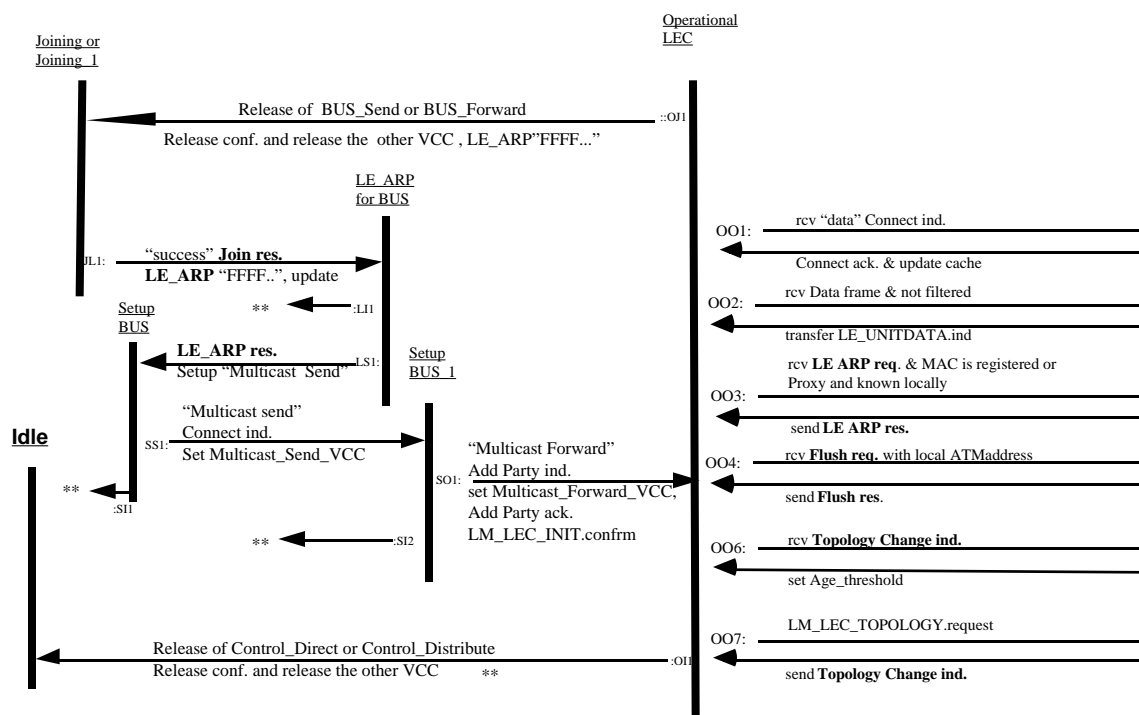 Operational
LEC
Joining or
Joining_1
Release of BUS_Send or BUS_Forward
::OJ1
Release conf. and release the other VCC , LE_ARP"FFFF..."
LE_ARP
for BUS
rcv “data” Connect ind.
OO1:
Connect ack. & update cache
“success” Join res.
JL1:
LE_ARP “FFFF..”, update
rcv Data frame & not filtered
OO2:
transfer LE_UNITDATA.ind
**
:LI1
Setup
BUS
LE_ARP res.
LS1:
Setup “Multicast Send”
Setup
BUS_1
rcv LE ARP req. & MAC is registered or
Proxy and known locally
OO3:
send LE ARP res.
“Multicast send”
Connect ind.
SS1:
Set Multicast_Send_VCC
Idle
“Multicast Forward”
Add Party ind.
SO1:
set Multicast_Forward_VCC,
Add Party ack.
LM_LEC_INIT.confrm
rcv Flush req. with local ATMaddress
OO4:
send Flush res.
**
:SI1
**
:SI2
rcv Topology Change ind.
OO6:
set Age_threshold
LM_LEC_TOPOLOGY.request
OO7:
send Topology Change ind.
Release of Control_Direct or Control_Distribute
:OI1
Release conf. and release the other VCC **